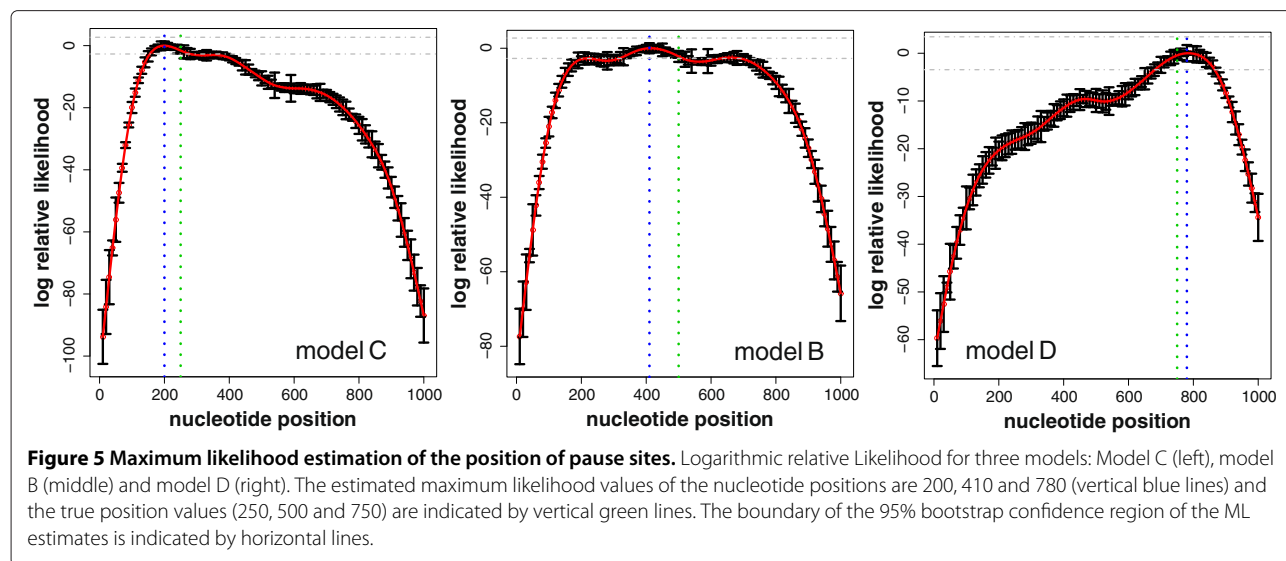 0
-20
-40
-60
-80
-100
log relative likelihood
model C
0 200 400 600 800 1000
nucleotide position
0
-20
-40
-60
-80
log relative likelihood
model B
0 200 400 600 800 1000
nucleotide position
0
-10
-20
-30
-40
-50
-60
log relative likelihood
model D
0 200 400 600 800 1000
nucleotide position
Figure 5 Maximum likelihood estimation of the position of pause sites. Logarithmic relative Likelihood for three models: Model C (left), model
B (middle) and model D (right). The estimated maximum likelihood values of the nucleotide positions are 200, 410 and 780 (vertical blue lines) and
the true position values (250, 500 and 750) are indicated by vertical green lines. The boundary of the 95% bootstrap confidence region of the ML
estimates is indicated by horizontal lines.